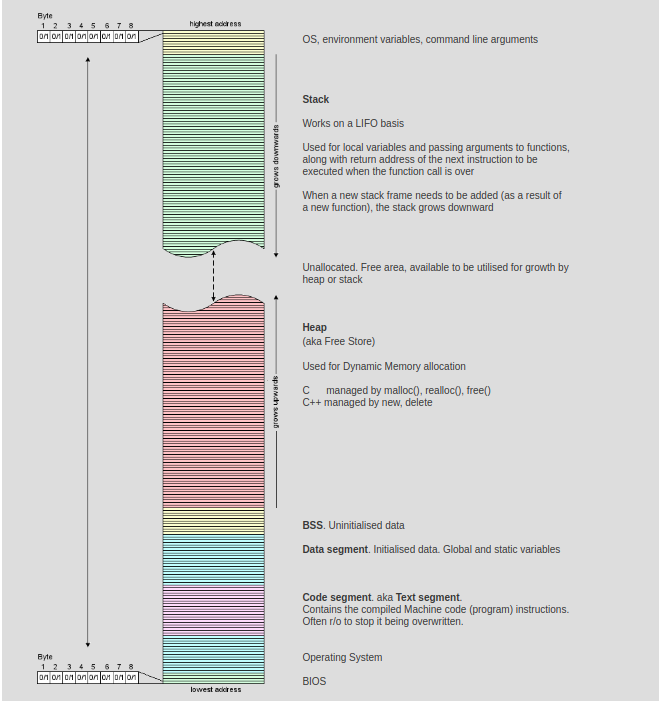 Byte
1 2 3 4 5 6 7 8
0/1 0/1 0/1 0/1 0/1 0/1 0/1 0/1
highest address
OS, environment variables, command line arguments
Stack
Works on a LIFO basis
Used for local variables and passing arguments to functions,
along with return address of the next instruction to be
executed when the function call is over
When a new stack frame needs to be added (as a result of
a new function), the stack grows downward
grows downwards
Unallocated. Free area, available to be utilised for growth by
heap or stack
Heap
(aka Free Store)
Used for Dynamic Memory allocation
C managed by malloc(), realloc(), free()
C++ managed by new, delete
grows upwards
BSS. Uninitialised data
Data segment. Initialised data. Global and static variables
Code segment. aka Text segment.
Contains the compiled Machine code (program) instructions.
Often r/o to stop it being overwritten.
Operating System
BIOS
Byte
1 2 3 4 5 6 7 8
0/1 0/1 0/1 0/1 0/1 0/1 0/1 0/1
lowest address